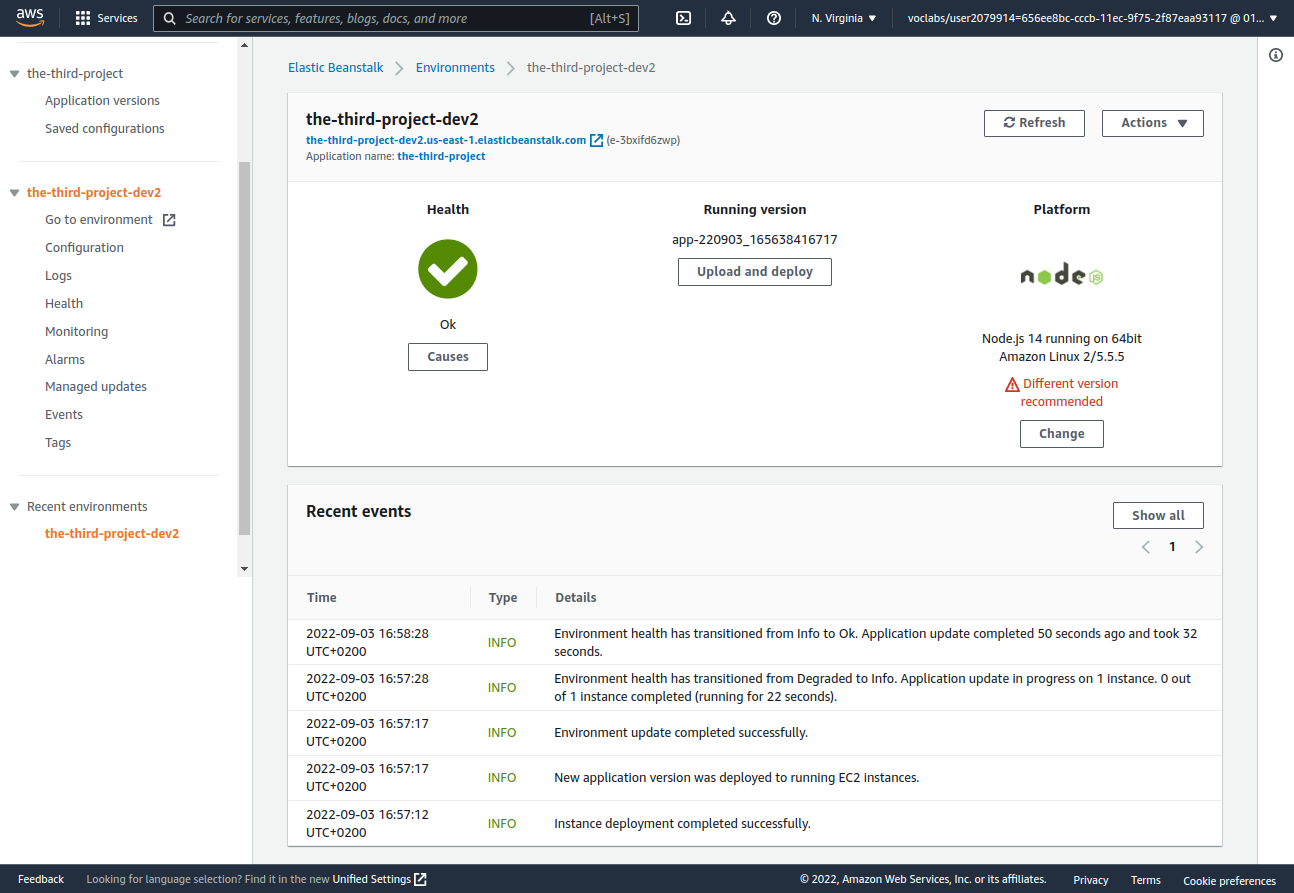 aws
Services
Search for services, features, blogs, docs, and more
[Alt+S]
N. Virginia ▼
voclabs/user2079914=656ee8bc-cccb-11ec-9f75-2f87eaa93117 @ 01... ▼
the-third-project
Application versions
Saved configurations
the-third-project-dev2
Go to environment
Configuration
Logs
Health
Monitoring
Alarms
Managed updates
Events
Tags
Recent environments
the-third-project-dev2
Elastic Beanstalk
Environments
the-third-project-dev2
the-third-project-dev2
the-third-project-dev2.us-east-1.elasticbeanstalk.com (e-3bxifd6zwp)
Application name: the-third-project
Refresh
Actions ▼
Health
Ok
Causes
Running version
app-220903_165638416717
Upload and deploy
Platform
node JS
Node.js 14 running on 64bit
Amazon Linux 2/5.5.5
Different version
recommended
Change
Recent events
Show all
1
Time
Type
Details
2022-09-03 16:58:28
UTC+0200
INFO
Environment health has transitioned from Info to Ok. Application update completed 50 seconds ago and took 32
seconds.
2022-09-03 16:57:28
UTC+0200
INFO
Environment health has transitioned from Degraded to Info. Application update in progress on 1 instance. 0 out
of 1 instance completed (running for 22 seconds).
2022-09-03 16:57:17
UTC+0200
INFO
Environment update completed successfully.
2022-09-03 16:57:17
UTC+0200
INFO
New application version was deployed to running EC2 instances.
2022-09-03 16:57:12
UTC+0200
INFO
Instance deployment completed successfully.
Feedback
Looking for language selection? Find it in the new Unified Settings
© 2022, Amazon Web Services, Inc. or its affiliates.
Privacy
Terms
Cookie preferences